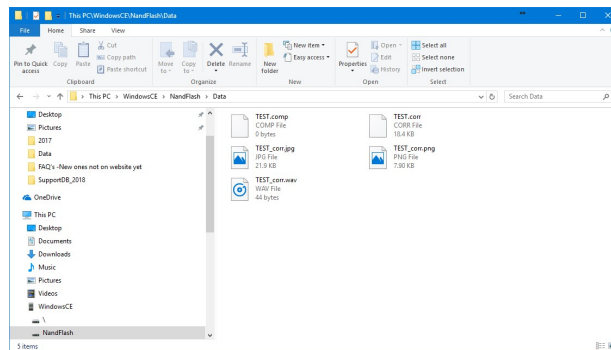 This PC\WindowsCE\NandFlash\Data
File Home Share View
Pin to Quick access
Copy
Paste
Cut
Copy path
Paste shortcut
Clipboard
Move to
Copy to
Delete
Rename
Organize
New folder
New item
Easy access
New
Properties
Open
Edit
History
Open
Select all
Select none
Invert selection
Select
This PC > WindowsCE > NandFlash > Data
Search Data
Desktop
Pictures
2017
Data
FAQ's -New ones not on website yet
SupportDB_2018
OneDrive
This PC
Desktop
Documents
Downloads
Music
Pictures
Videos
WindowsCE
\
NandFlash
TEST.comp
COMP File
0 bytes
TEST.corr
CORR File
18.4 KB
TEST_corr.jpg
JPG File
21.9 KB
TEST_corr.png
PNG File
7.90 KB
TEST_corr.wav
WAV File
44 bytes
5 items